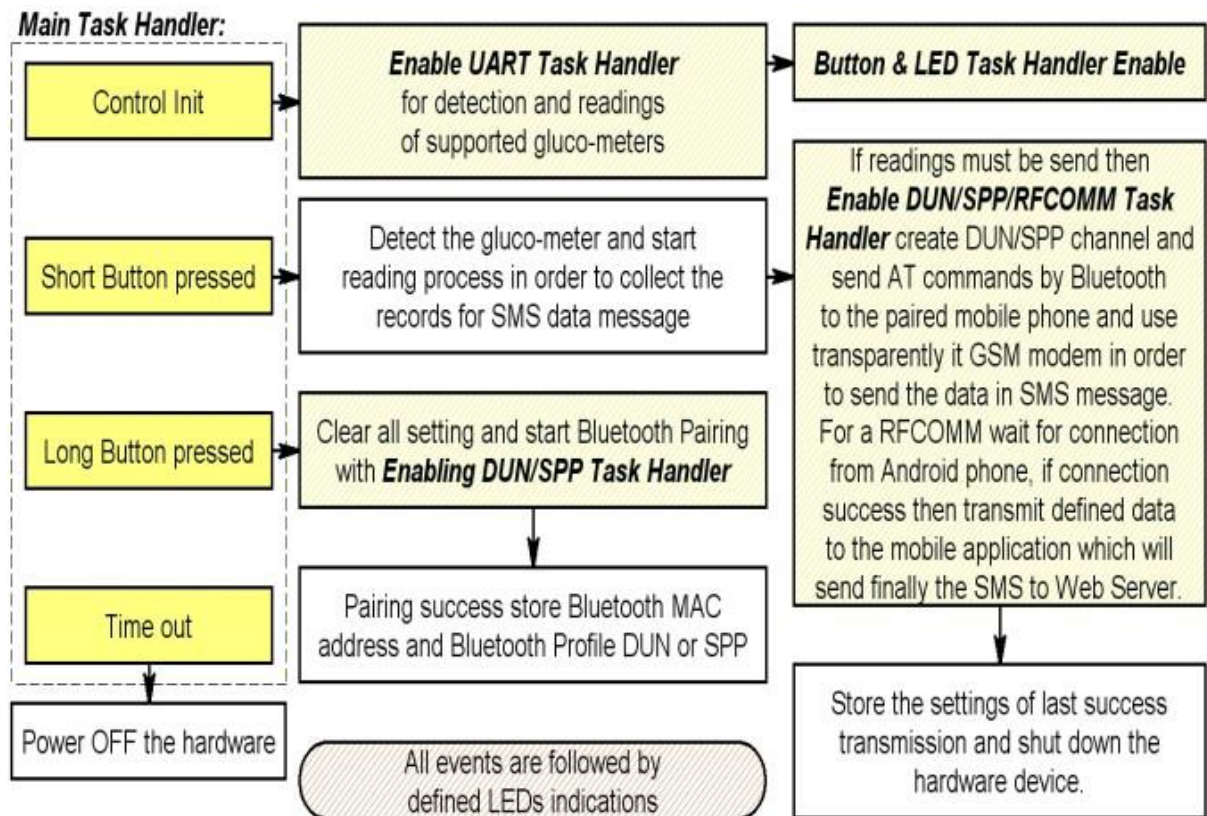 Main Task Handler:
Control Init
Enable UART Task Handler
for detection and readings
of supported gluco-meters
Button & LED Task Handler Enable
Short Button pressed
Detect the gluco-meter and start
reading process in order to collect the
records for SMS data message
If readings must be send then
Enable DUN/SPP/RFCOMM Task
Handler create DUN/SPP channel and
send AT commands by Bluetooth
to the paired mobile phone and use
transparently it GSM modem in order
to send the data in SMS message.
For a RFCOMM wait for connection
from Android phone, if connection
success then transmit defined data
to the mobile application which will
send finally the SMS to Web Server.
Long Button pressed
Clear all setting and start Bluetooth Pairing
with Enabling DUN/SPP Task Handler
Time out
Pairing success store Bluetooth MAC
address and Bluetooth Profile DUN or SPP
Power OFF the hardware
Store the settings of last success
transmission and shut down the
hardware device.
All events are followed by
defined LEDs indications